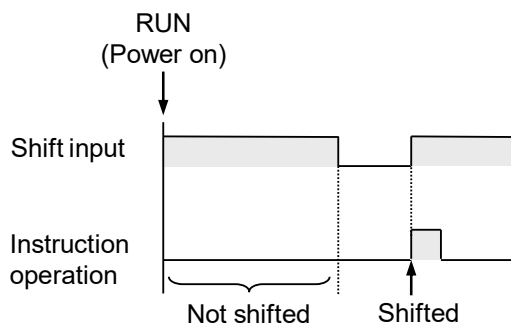 RUN
(Power on)
Shift input
Instruction
operation
Not shifted
Shifted